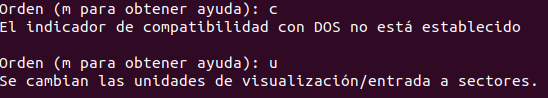 Orden (m para obtener ayuda): c
El indicador de compatibilidad con DOS no está establecido
Orden (m para obtener ayuda): u
Se cambian las unidades de visualización/entrada a sectores.